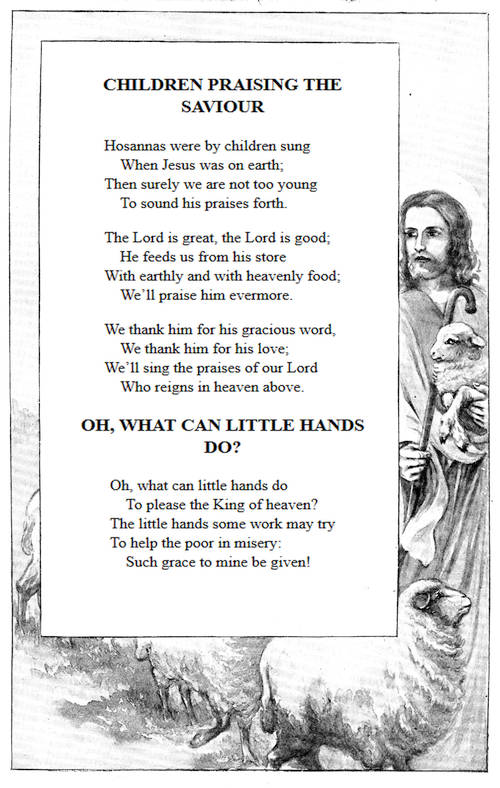 CHILDREN PRAISING THE
SAVIOUR
Hosannas were by children sung
When Jesus was on earth;
Then surely we are not too young
To sound his praises forth.
The Lord is great, the Lord is good;
He feeds us from his store
With earthly and with heavenly food;
We’ll praise him evermore.
We thank him for his gracious word,
We thank him for his love;
We’ll sing the praises of our Lord
Who reigns in heaven above.
OH, WHAT CAN LITTLE HANDS
DO?
Oh, what can little hands do
To please the King of heaven?
The little hands some work may try
To help the poor in misery:
Such grace to mine be given!